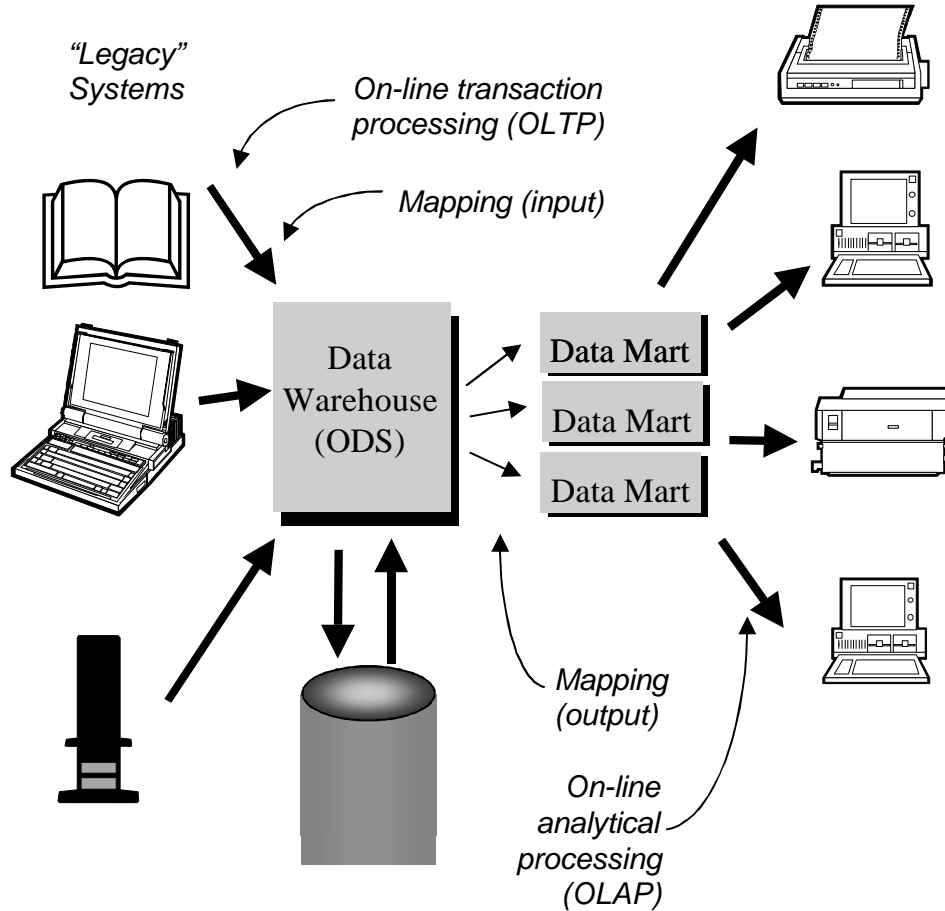 “Legacy”
Systems
On-line transaction
processing (OLTP)
Mapping (input)
Data
Warehouse
(ODS)
Data Mart
Data Mart
Data Mart
Mapping
(output)
On-line
analytical
processing
(OLAP)